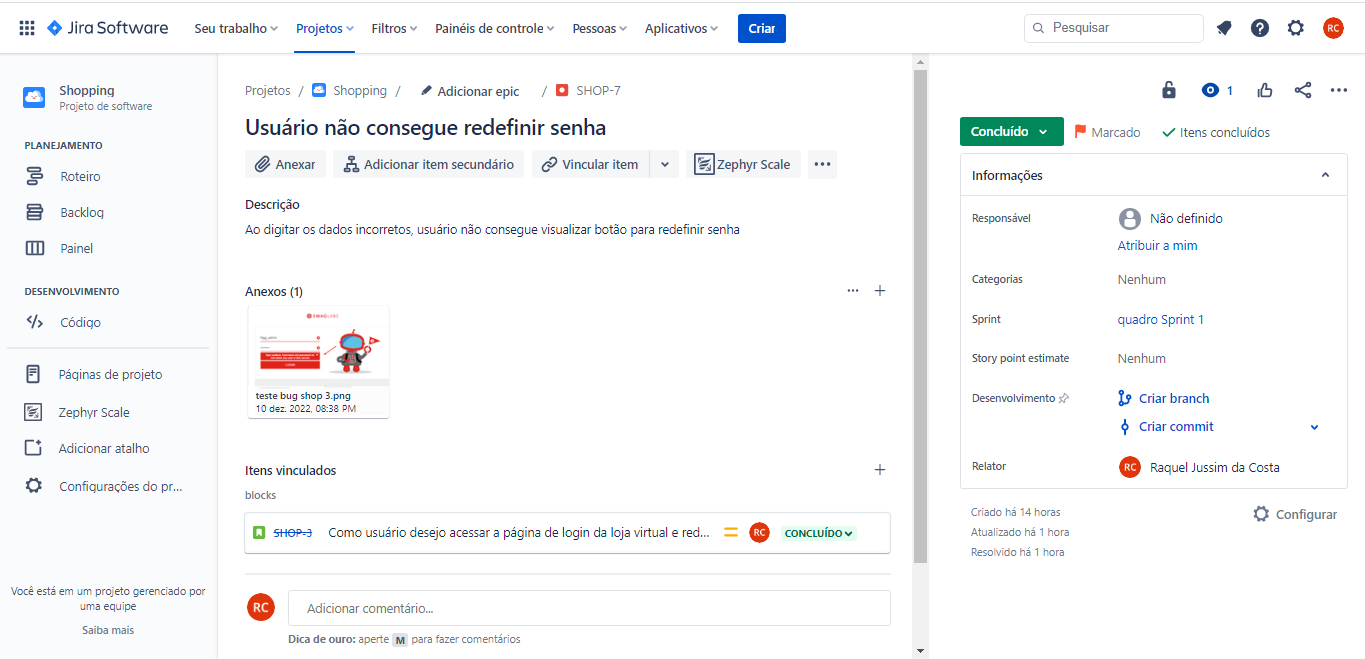 Jira Software
Seu trabalho
Projetos
Filtros
Painéis de controle
Pessoas
Aplicativos
Criar
Pesquisar
RC
Shopping
Projeto de software
PLANEJAMENTO
Roteiro
Backlog
Painel
DESENVOLVIMENTO
Código
Páginas de projeto
Zephyr Scale
Adicionar atalho
Configurações do pr...
Você está em um projeto gerenciado por
uma equipe
Saiba mais
Projetos / Shopping / Adicionar epic / SHOP-7
Usuário não consegue redefinir senha
Anexar
Adicionar item secundário
Vincular item
Zephyr Scale
Descrição
Ao digitar os dados incorretos, usuário não consegue visualizar botão para redefinir senha
Anexos (1)
teste bug shop 3.png
10 dez. 2022, 08:38 PM
Itens vinculados
blocks
SHOP-3 Como usuário desejo acessar a página de login da loja virtual e red... RC CONCLUÍDO
RC Adicionar comentário...
Dica de ouro: aperte M para fazer comentários
1
Concluído
Marcado
Itens concluídos
Informações
Responsável
Não definido
Atribuir a mim
Categorias
Nenhum
Sprint
quadro Sprint 1
Story point estimate
Nenhum
Desenvolvimento
Criar branch
Criar commit
Relator
RC Raquel Jussim da Costa
Criado há 14 horas
Atualizado há 1 hora
Resolvido há 1 hora
Configurar